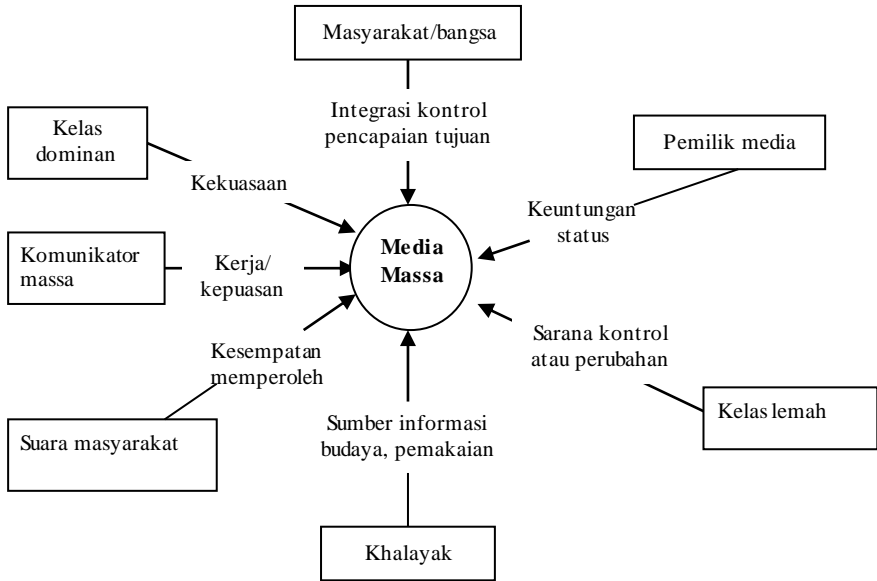 Masyarakat/bangsa
Integrasi kontrol
pencapaian tujuan
Kelas
dominan
Kekuasaan
Pemilik media
Keuntungan
status
Komunikator
massa
Kerja/
kepuasan
Media
Massa
Kesempatan
memperoleh
Suara masyarakat
Sarana kontrol
atau perubahan
Kelas lemah
Sumber informasi
budaya, pemakaian
Khalayak